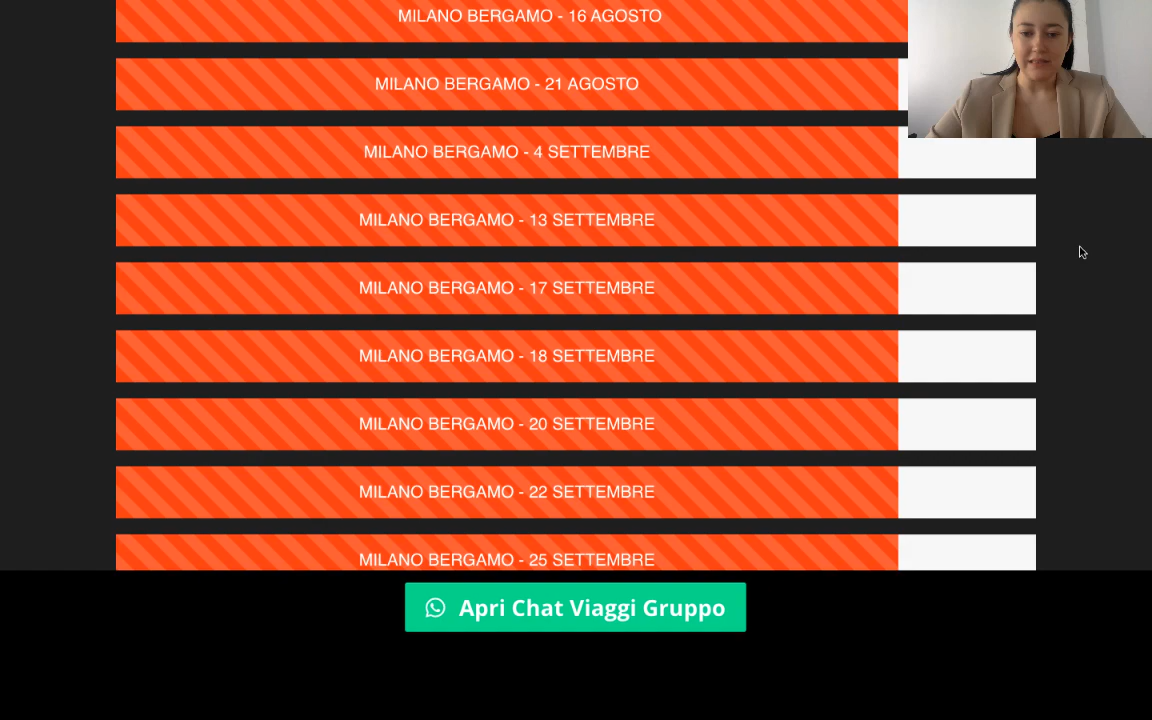 MILANO BERGAMO - 16 AGOSTO
MILANO BERGAMO - 21 AGOSTO
MILANO BERGAMO - 4 SETTEMBRE
MILANO BERGAMO - 13 SETTEMBRE
MILANO BERGAMO - 17 SETTEMBRE
MILANO BERGAMO - 18 SETTEMBRE
MILANO BERGAMO - 20 SETTEMBRE
MILANO BERGAMO - 22 SETTEMBRE
MILANO BERGAMO - 25 SETTEMBRE
Apri Chat Viaggi Gruppo